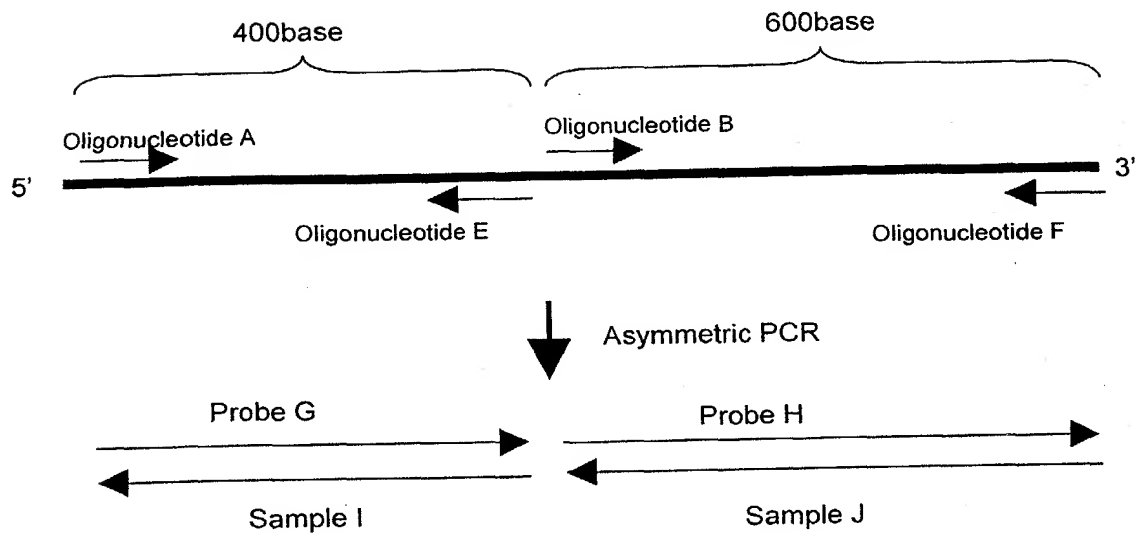 400base
600base
Oligonucleotide A
Oligonucleotide B
5'
3'
Oligonucleotide E
Oligonucleotide F
Asymmetric PCR
Probe G
Probe H
Sample I
Sample J